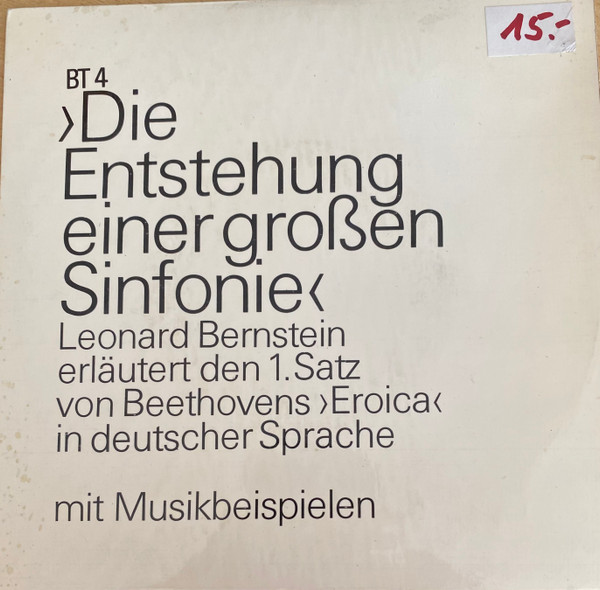 15.-
BT 4
›Die
Entstehung
einer großen
Sinfonie‹
Leonard Bernstein
erläutert den 1. Satz
von Beethovens ›Eroica‹
in deutscher Sprache
mit Musikbeispielen